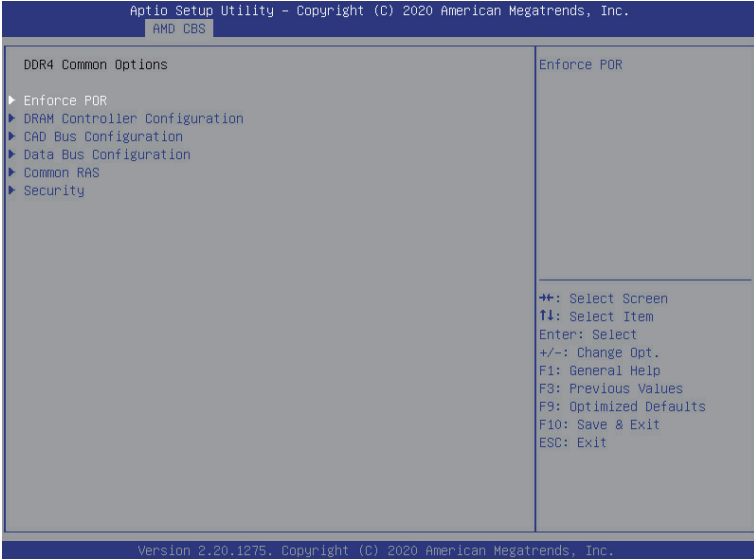 Aptio Setup Utility – Copyright (C) 2020 American Megatrends, Inc.
AMD CBS
DDR4 Common Options
Enforce POR
DRAM Controller Configuration
CAD Bus Configuration
Data Bus Configuration
Common RAS
Security
Enforce POR
→←: Select Screen
↑↓: Select Item
Enter: Select
+/-: Change Opt.
F1: General Help
F3: Previous Values
F9: Optimized Defaults
F10: Save & Exit
ESC: Exit
Version 2.20.1275. Copyright (C) 2020 American Megatrends, Inc.